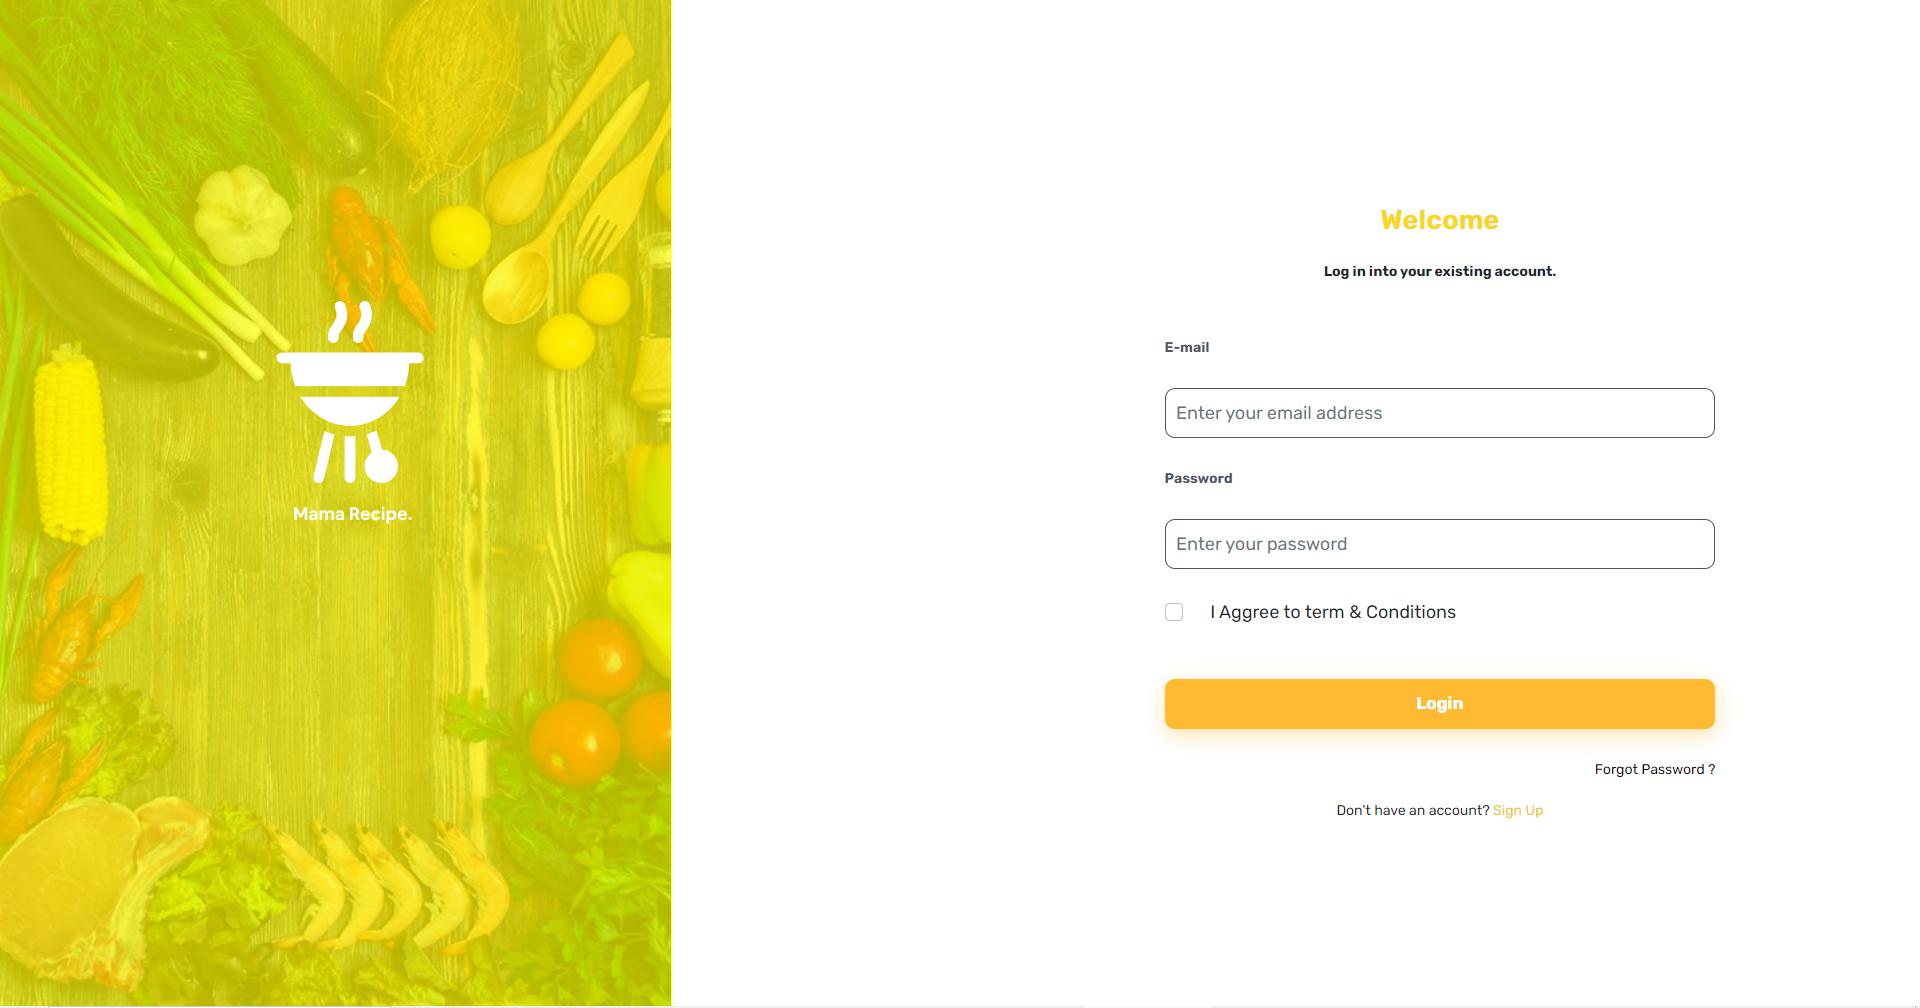 Mama Recipe.
Welcome
Log in into your existing account.
E-mail
Enter your email address
Password
Enter your password
I Aggree to term & Conditions
Login
Forgot Password ?
Don't have an account? Sign Up